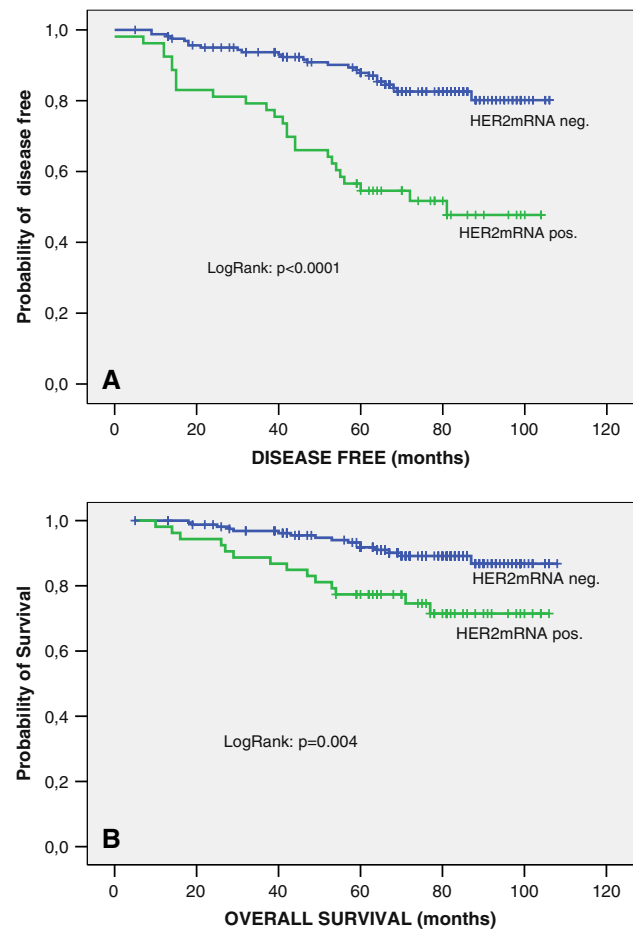 Probability of disease free
1,0
0,8
0,6
0,4
0,2
0,0
HER2mRNA neg.
HER2mRNA pos.
LogRank: p<0.0001
A
0 20 40 60 80 100 120
DISEASE FREE (months)
Probability of Survival
1,0
0,8
0,6
0,4
0,2
0,0
HER2mRNA neg.
HER2mRNA pos.
LogRank: p=0.004
B
0 20 40 60 80 100 120
OVERALL SURVIVAL (months)